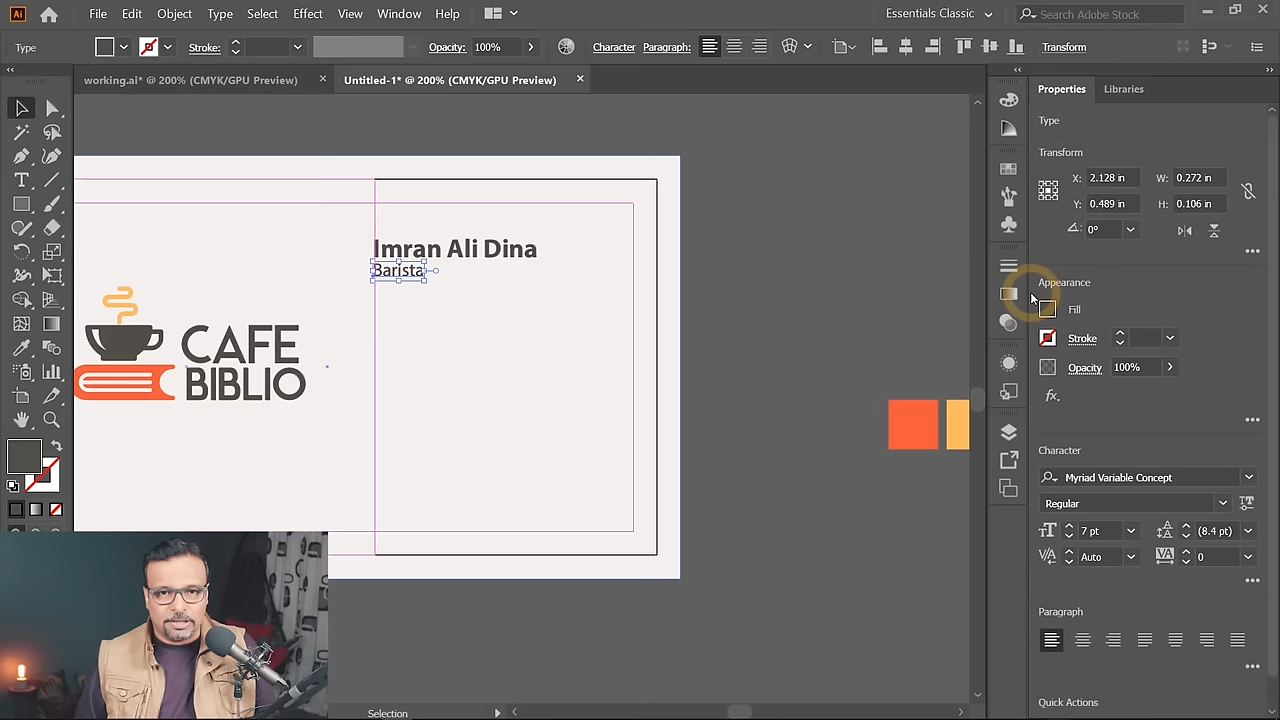 Ai File Edit Object Type Select Effect View Window Help Essentials Classic Search Adobe Stock
Type Stroke: Opacity: 100% Character Paragraph: Transform
working.ai* @ 200% (CMYK/GPU Preview) × Untitled-1* @ 200% (CMYK/GPU Preview) ×
Properties Libraries
Type
Transform
X: 2.128 in W: 0.272 in
Y: 0.489 in H: 0.106 in
0°
Imran Ali Dina
Barista
Appearance
Fill
Stroke
Opacity 100%
fx.
CAFE
BIBLIO
Character
Myriad Variable Concept
Regular
7 pt (8.4 pt)
Auto 0
Paragraph
Quick Actions
Selection